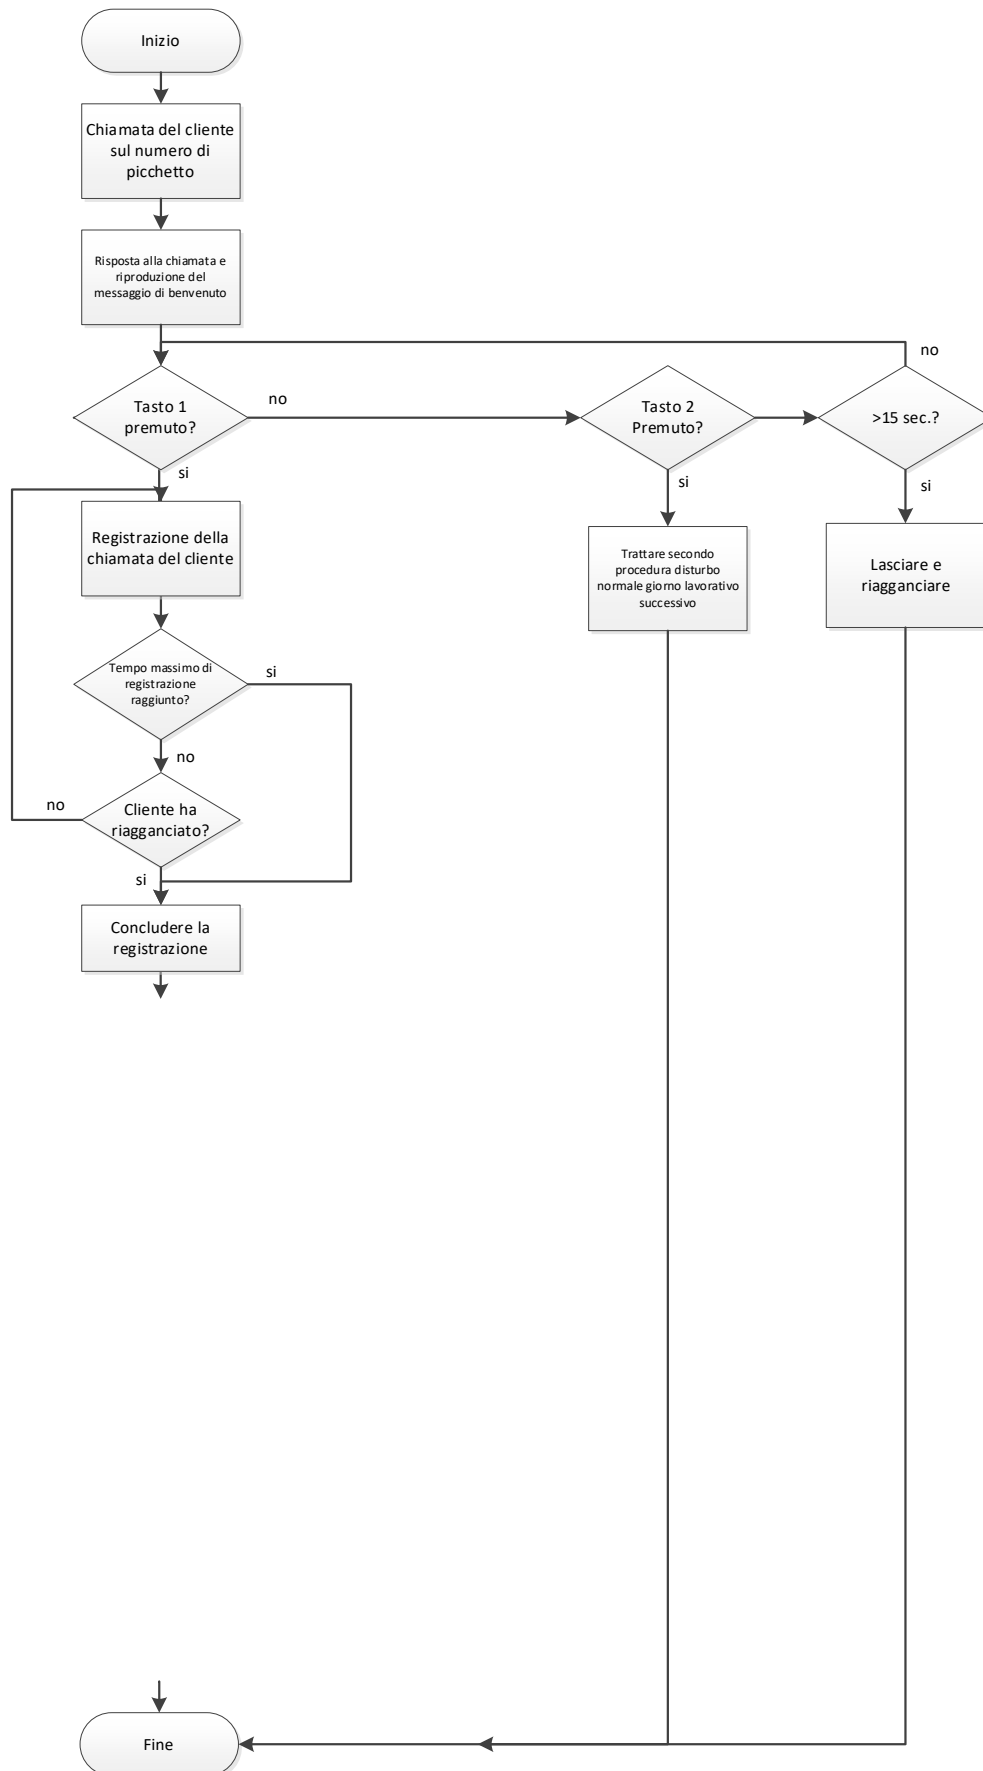 Inizio
Chiamata del cliente
sul numero di
picchetto
Risposta alla chiamata e
riproduzione del
messaggio di benvenuto
no
Tasto 1
premuto?
no
Tasto 2
Premuto?
>15 sec.?
si
si
si
Registrazione della
chiamata del cliente
Trattare secondo
procedura disturbo
normale giorno lavorativo
successivo
Lasciare e
riagganciare
Tempo massimo di
registrazione
raggiunto?
si
no
no
Cliente ha
riagganciato?
si
Concludere la
registrazione
Fine